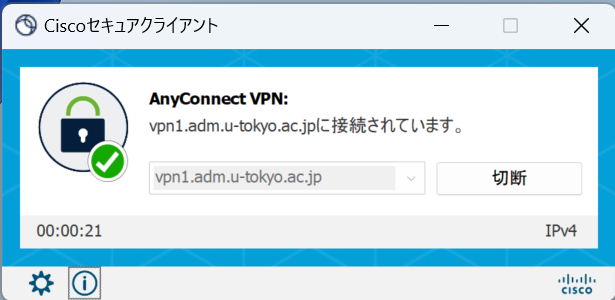 Ciscoセキュアクライアント
AnyConnect VPN:
vpn1.adm.u-tokyo.ac.jpに接続されています。
vpn1.adm.u-tokyo.ac.jp
切断
00:00:21
IPv4
CISCO